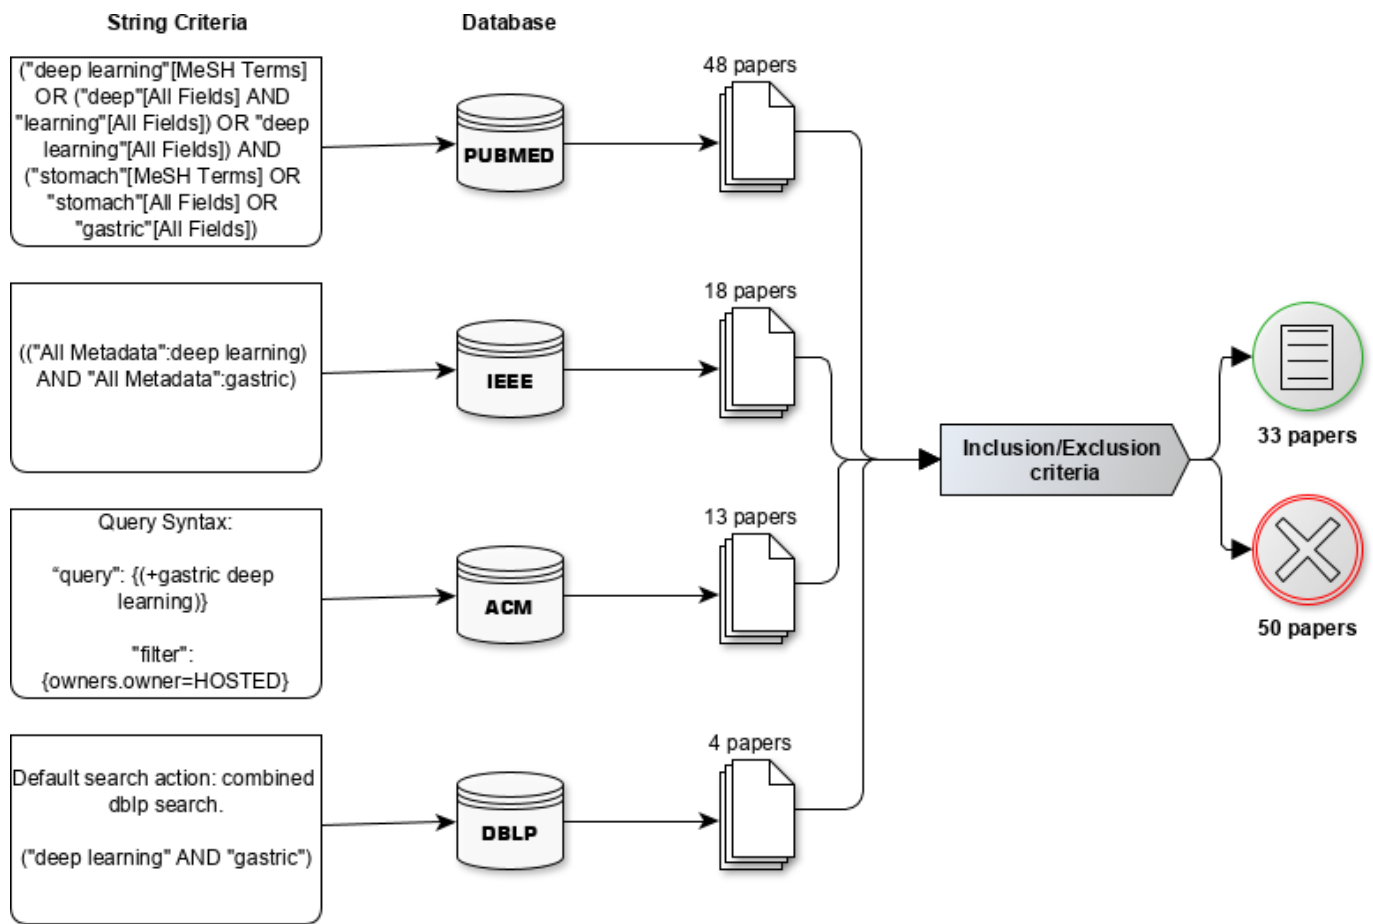 String Criteria
Database
("deep learning"[MeSH Terms]
OR ("deep"[All Fields] AND
"learning"[All Fields]) OR "deep
learning"[All Fields]) AND
("stomach"[MeSH Terms] OR
"stomach"[All Fields] OR
"gastric"[All Fields])
PUBMED
48 papers
(("All Metadata":deep learning)
AND "All Metadata":gastric)
IEEE
18 papers
Query Syntax:
“query": {(+gastric deep
learning)}
"filter":
{owners.owner=HOSTED}
ACM
13 papers
Default search action: combined
dblp search.
("deep learning" AND "gastric")
DBLP
4 papers
Inclusion/Exclusion
criteria
33 papers
50 papers